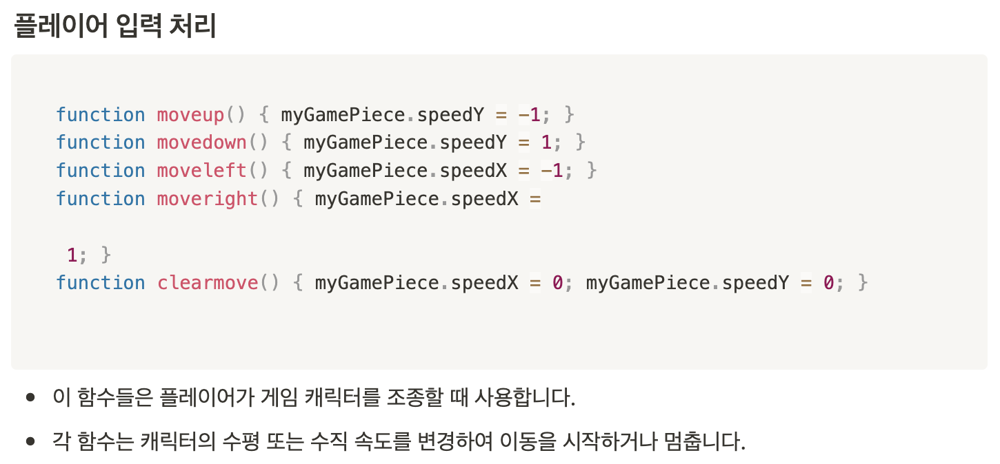 플레이어 입력 처리
function moveup() { myGamePiece.speedY = -1; }
function movedown() { myGamePiece.speedY = 1; }
function moveleft() { myGamePiece.speedX = -1; }
function moveright() { myGamePiece.speedX =
1; }
function clearmove() { myGamePiece.speedX = 0; myGamePiece.speedY = 0; }
• 이 함수들은 플레이어가 게임 캐릭터를 조종할 때 사용합니다.
• 각 함수는 캐릭터의 수평 또는 수직 속도를 변경하여 이동을 시작하거나 멈춥니다.